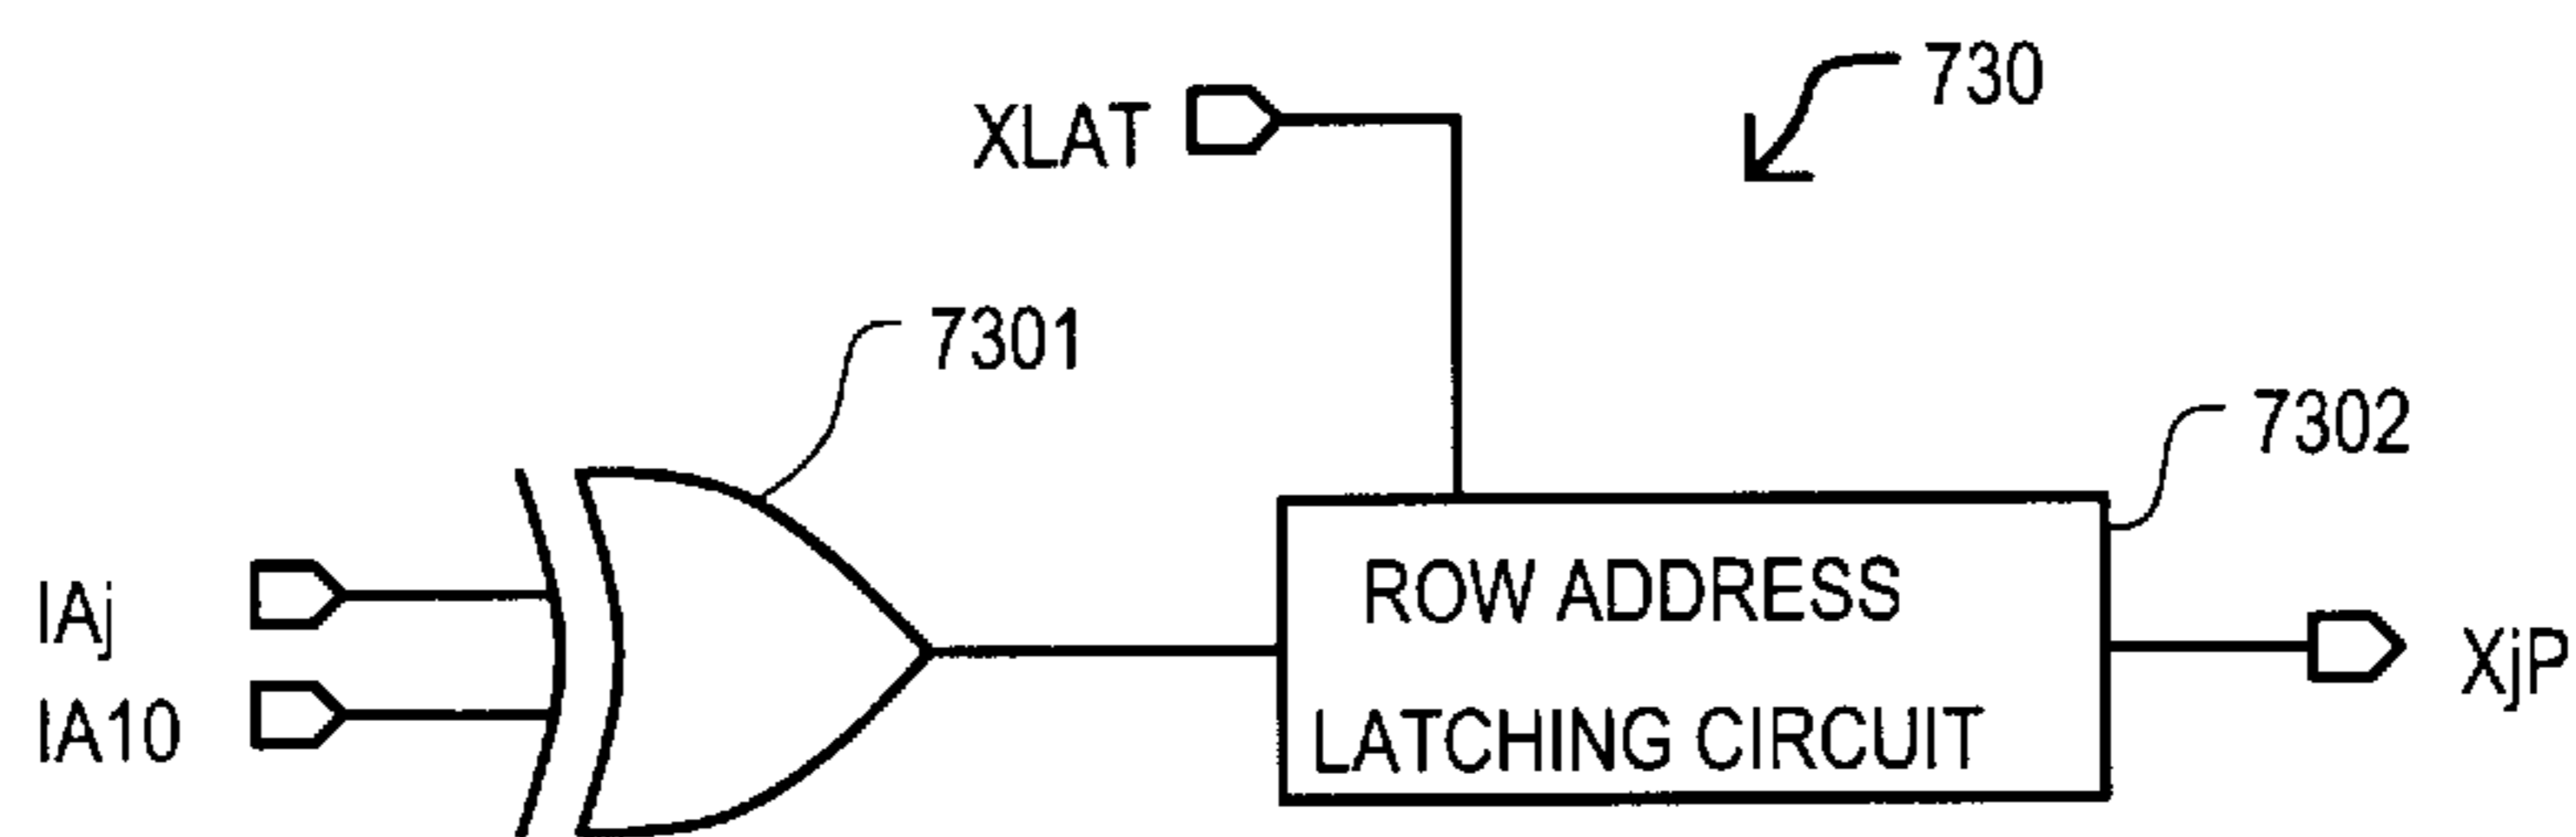 730
XLAT
7301
7302
IAj
ROW ADDRESS
XjP
IA10
LATCHING CIRCUIT